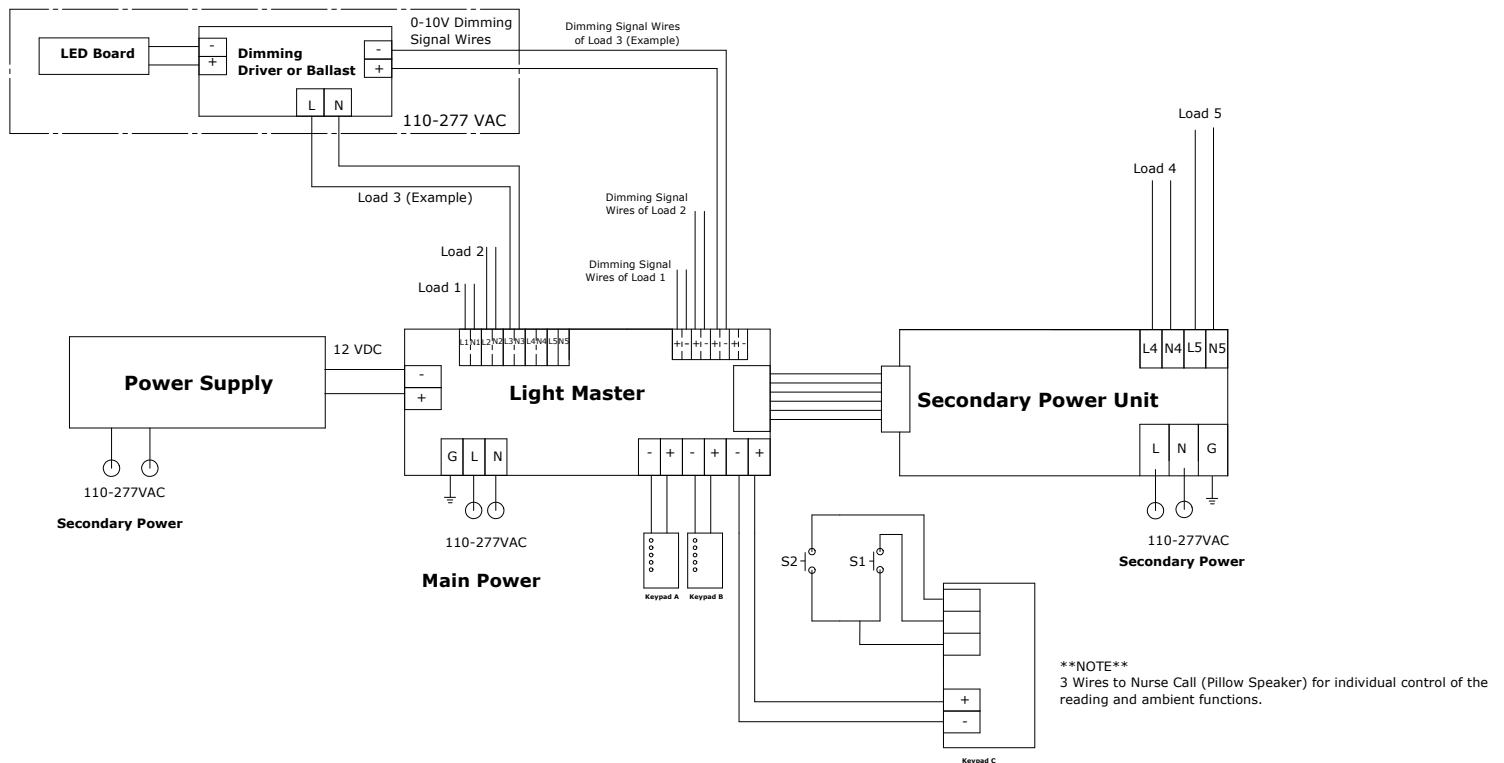 0-10V Dimming
Signal Wires
Dimming Signal Wires
of Load 3 (Example)
LED Board
-
+
Dimming
Driver or Ballast
-
+
L N
110-277 VAC
Load 3 (Example)
Load 5
Load 4
Dimming Signal
Wires of Load 2
Load 2
Dimming Signal
Wires of Load 1
Load 1
L1 N1 L2 N2 L3 N3 L4 N4 L5 N5
+ - + - + - + -
L4 N4 L5 N5
12 VDC
Power Supply
-
+
Light Master
Secondary Power Unit
G L N
- + - + - +
L N G
110-277VAC
Secondary Power
110-277VAC
Main Power
110-277VAC
Secondary Power
S2
S1
Keypad A
Keypad B
**NOTE**
3 Wires to Nurse Call (Pillow Speaker) for individual control of the
reading and ambient functions.
+
-
Keypad C